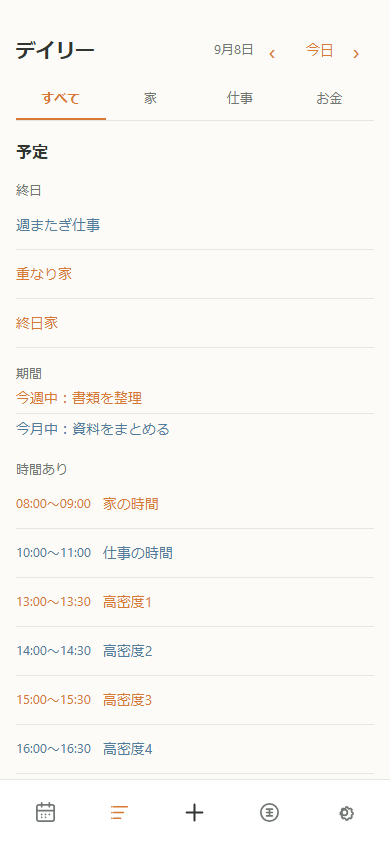 デイリー
9月8日 ‹ 今日 ›
すべて 家 仕事 お金
予定
終日
週またぎ仕事
重なり家
終日家
期間
今週中：書類を整理
今月中：資料をまとめる
時間あり
08:00〜09:00 家の時間
10:00〜11:00 仕事の時間
13:00〜13:30 高密度1
14:00〜14:30 高密度2
15:00〜15:30 高密度3
16:00〜16:30 高密度4